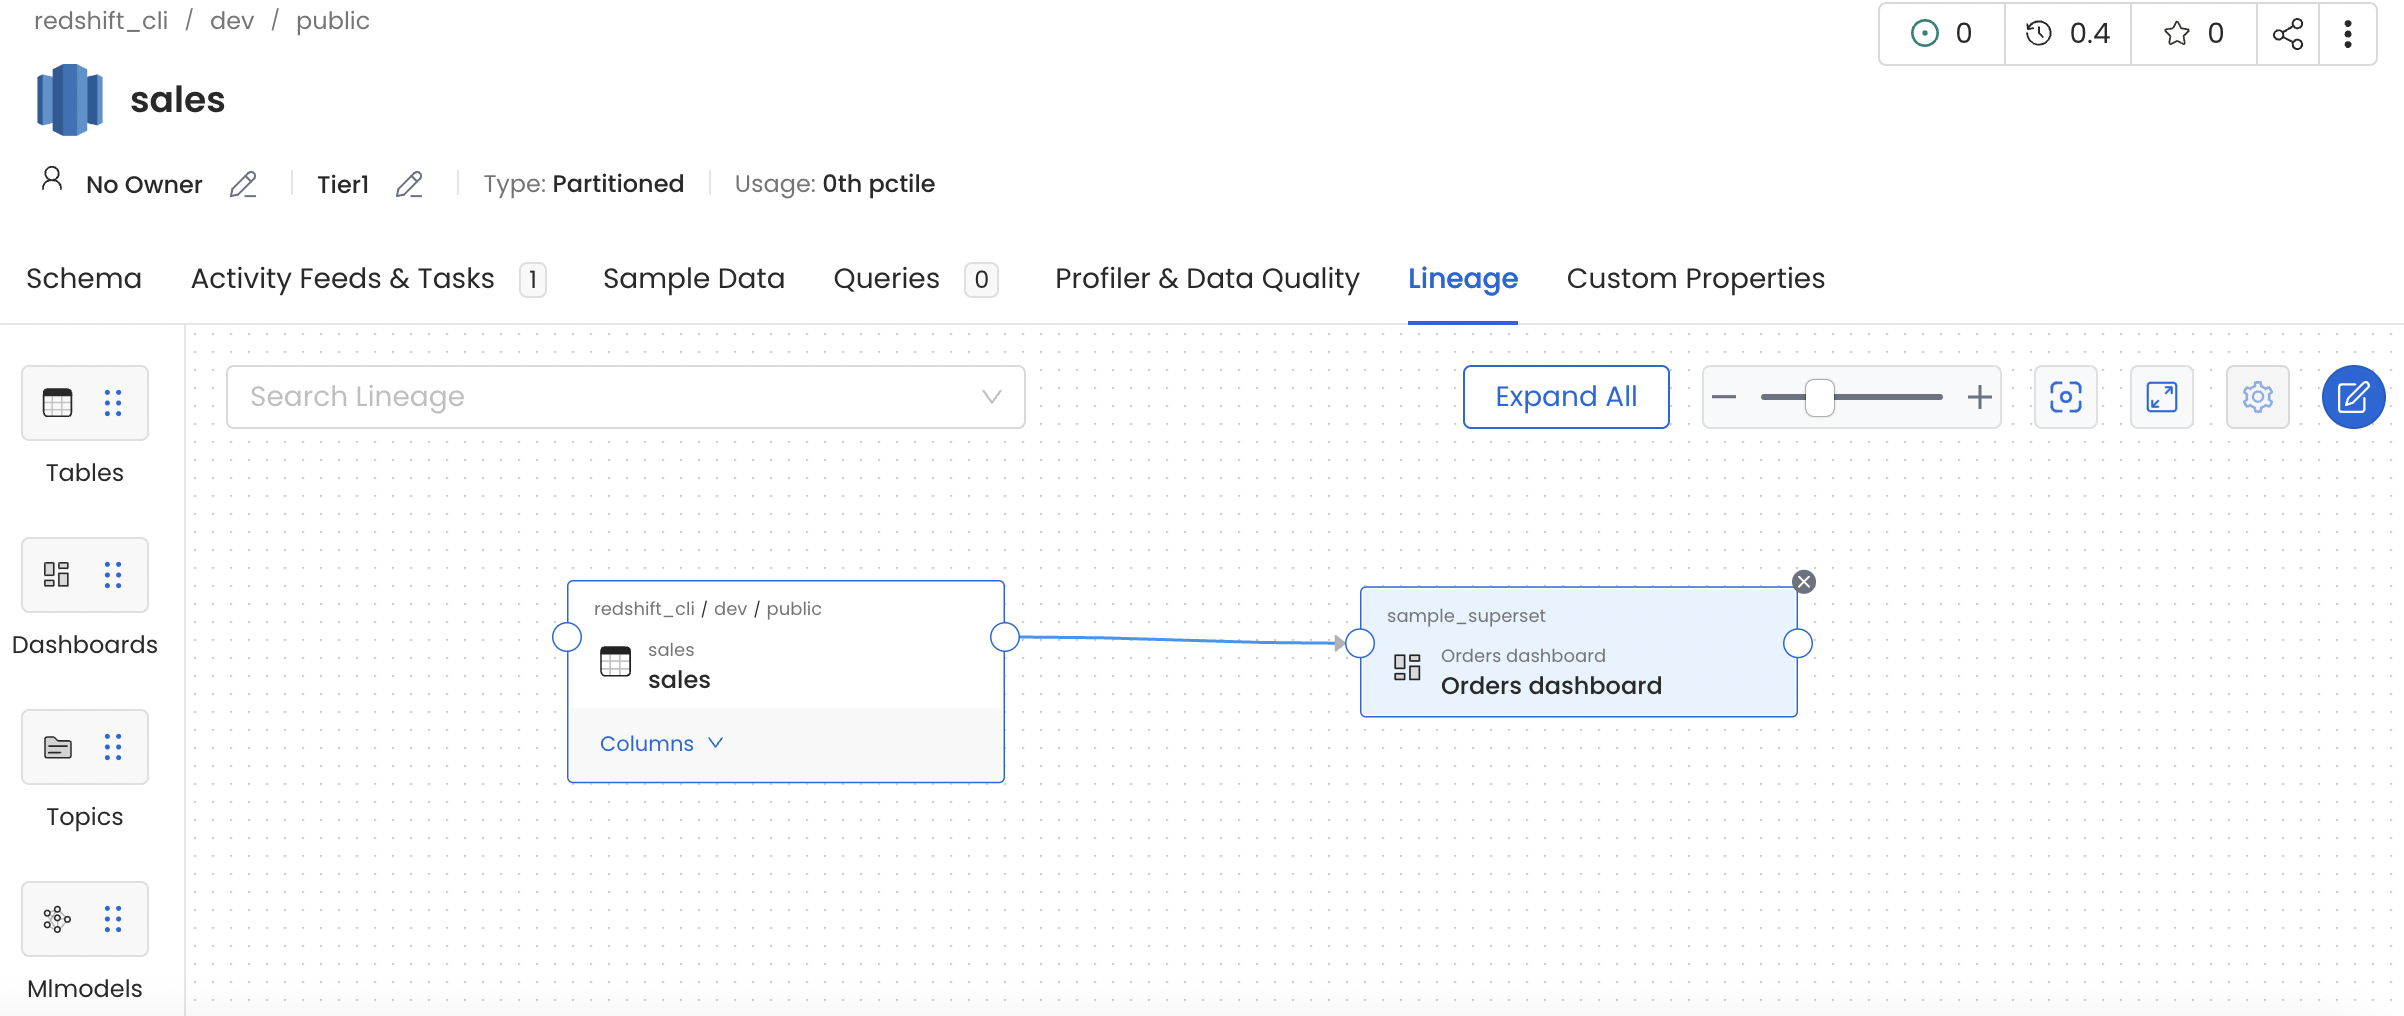 redshift_cli / dev / public
0 0.4 0
sales
No Owner Tier1 Type: Partitioned Usage: 0th pctile
Schema Activity Feeds & Tasks 1 Sample Data Queries 0 Profiler & Data Quality Lineage Custom Properties
Search Lineage
Expand All
Tables
Dashboards
Topics
Mlmodels
redshift_cli / dev / public
sales
sales
Columns
sample_superset
Orders dashboard
Orders dashboard